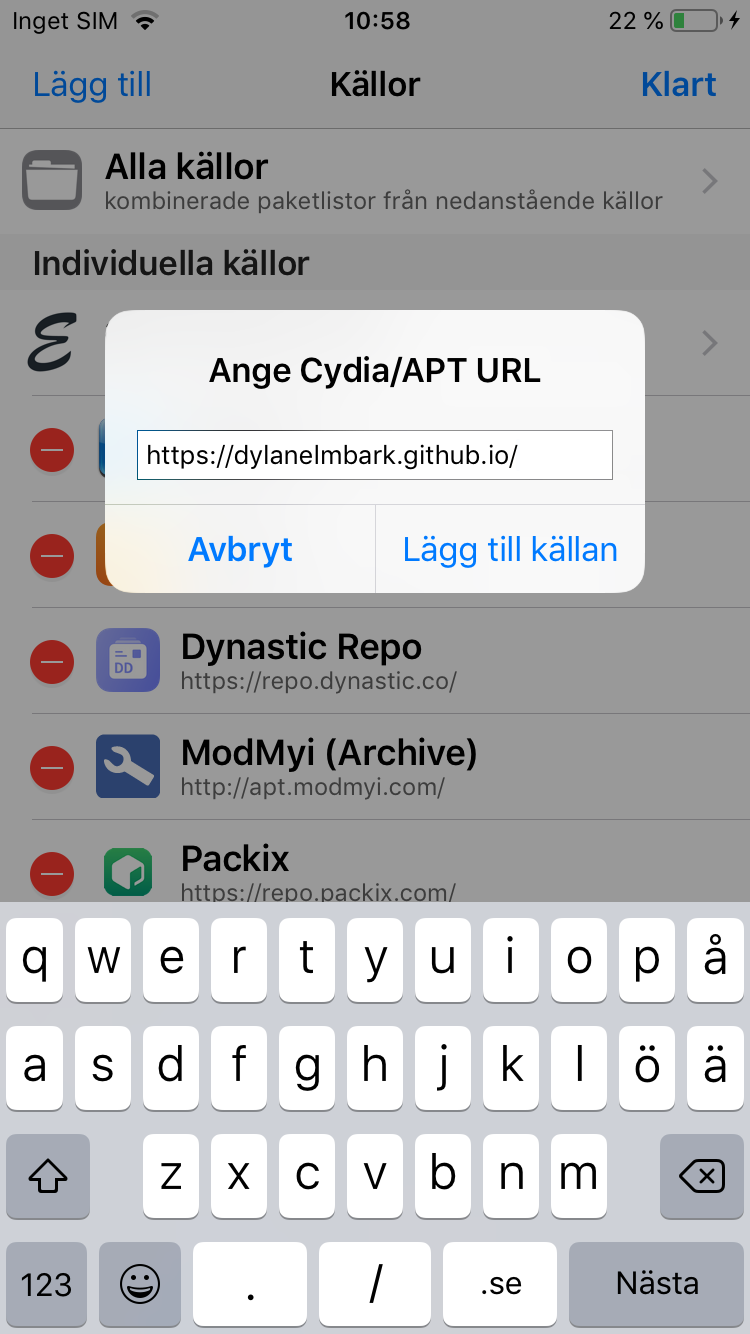 Inget SIM 10:58 22 %
Lägg till Källor Klart
Alla källor
kombinerade paketlistor från nedanstående källor
Individuella källor
E
Ange Cydia/APT URL
https://dylanelmbark.github.io/
Avbryt Lägg till källan
Dynastic Repo
DD
https://repo.dynastic.co/
ModMyi (Archive)
http://apt.modmyi.com/
Packix
https://repo.packix.com/
q w e r t y u i o p å
a s d f g h j k l ö ä
z x c v b n m
123 . / .se Nästa